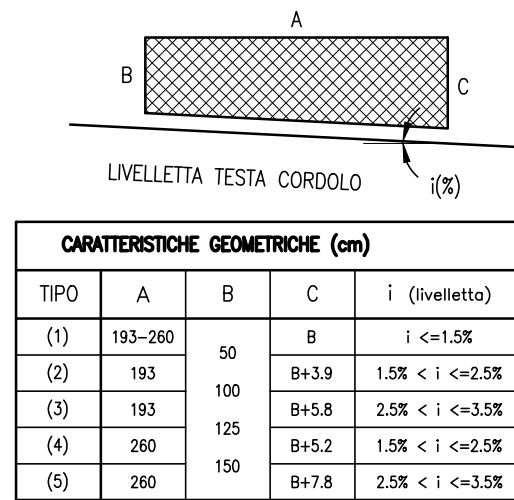 A
B
C
LIVELLETTA TESTA CORDOLO
i(%)
CARATTERISTICHE GEOMETRICHE (cm)
TIPO A B C i (livelletta)
(1) 193-260 B i <=1.5%
50
(2) 193 B+3.9 1.5% < i <=2.5%
100
(3) 193 B+5.8 2.5% < i <=3.5%
125
(4) 260 B+5.2 1.5% < i <=2.5%
150
(5) 260 B+7.8 2.5% < i <=3.5%